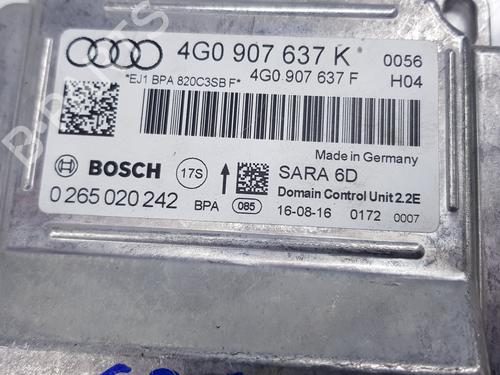 4G0 907 637 K 0056
*EJ1 BPA 820C3SB F* 4G0 907 637 F H04
Made in Germany
BOSCH 17S SARA 6D
Domain Control Unit 2.2E
0 265 020 242 BPA 085 16-08-16 0172 0007